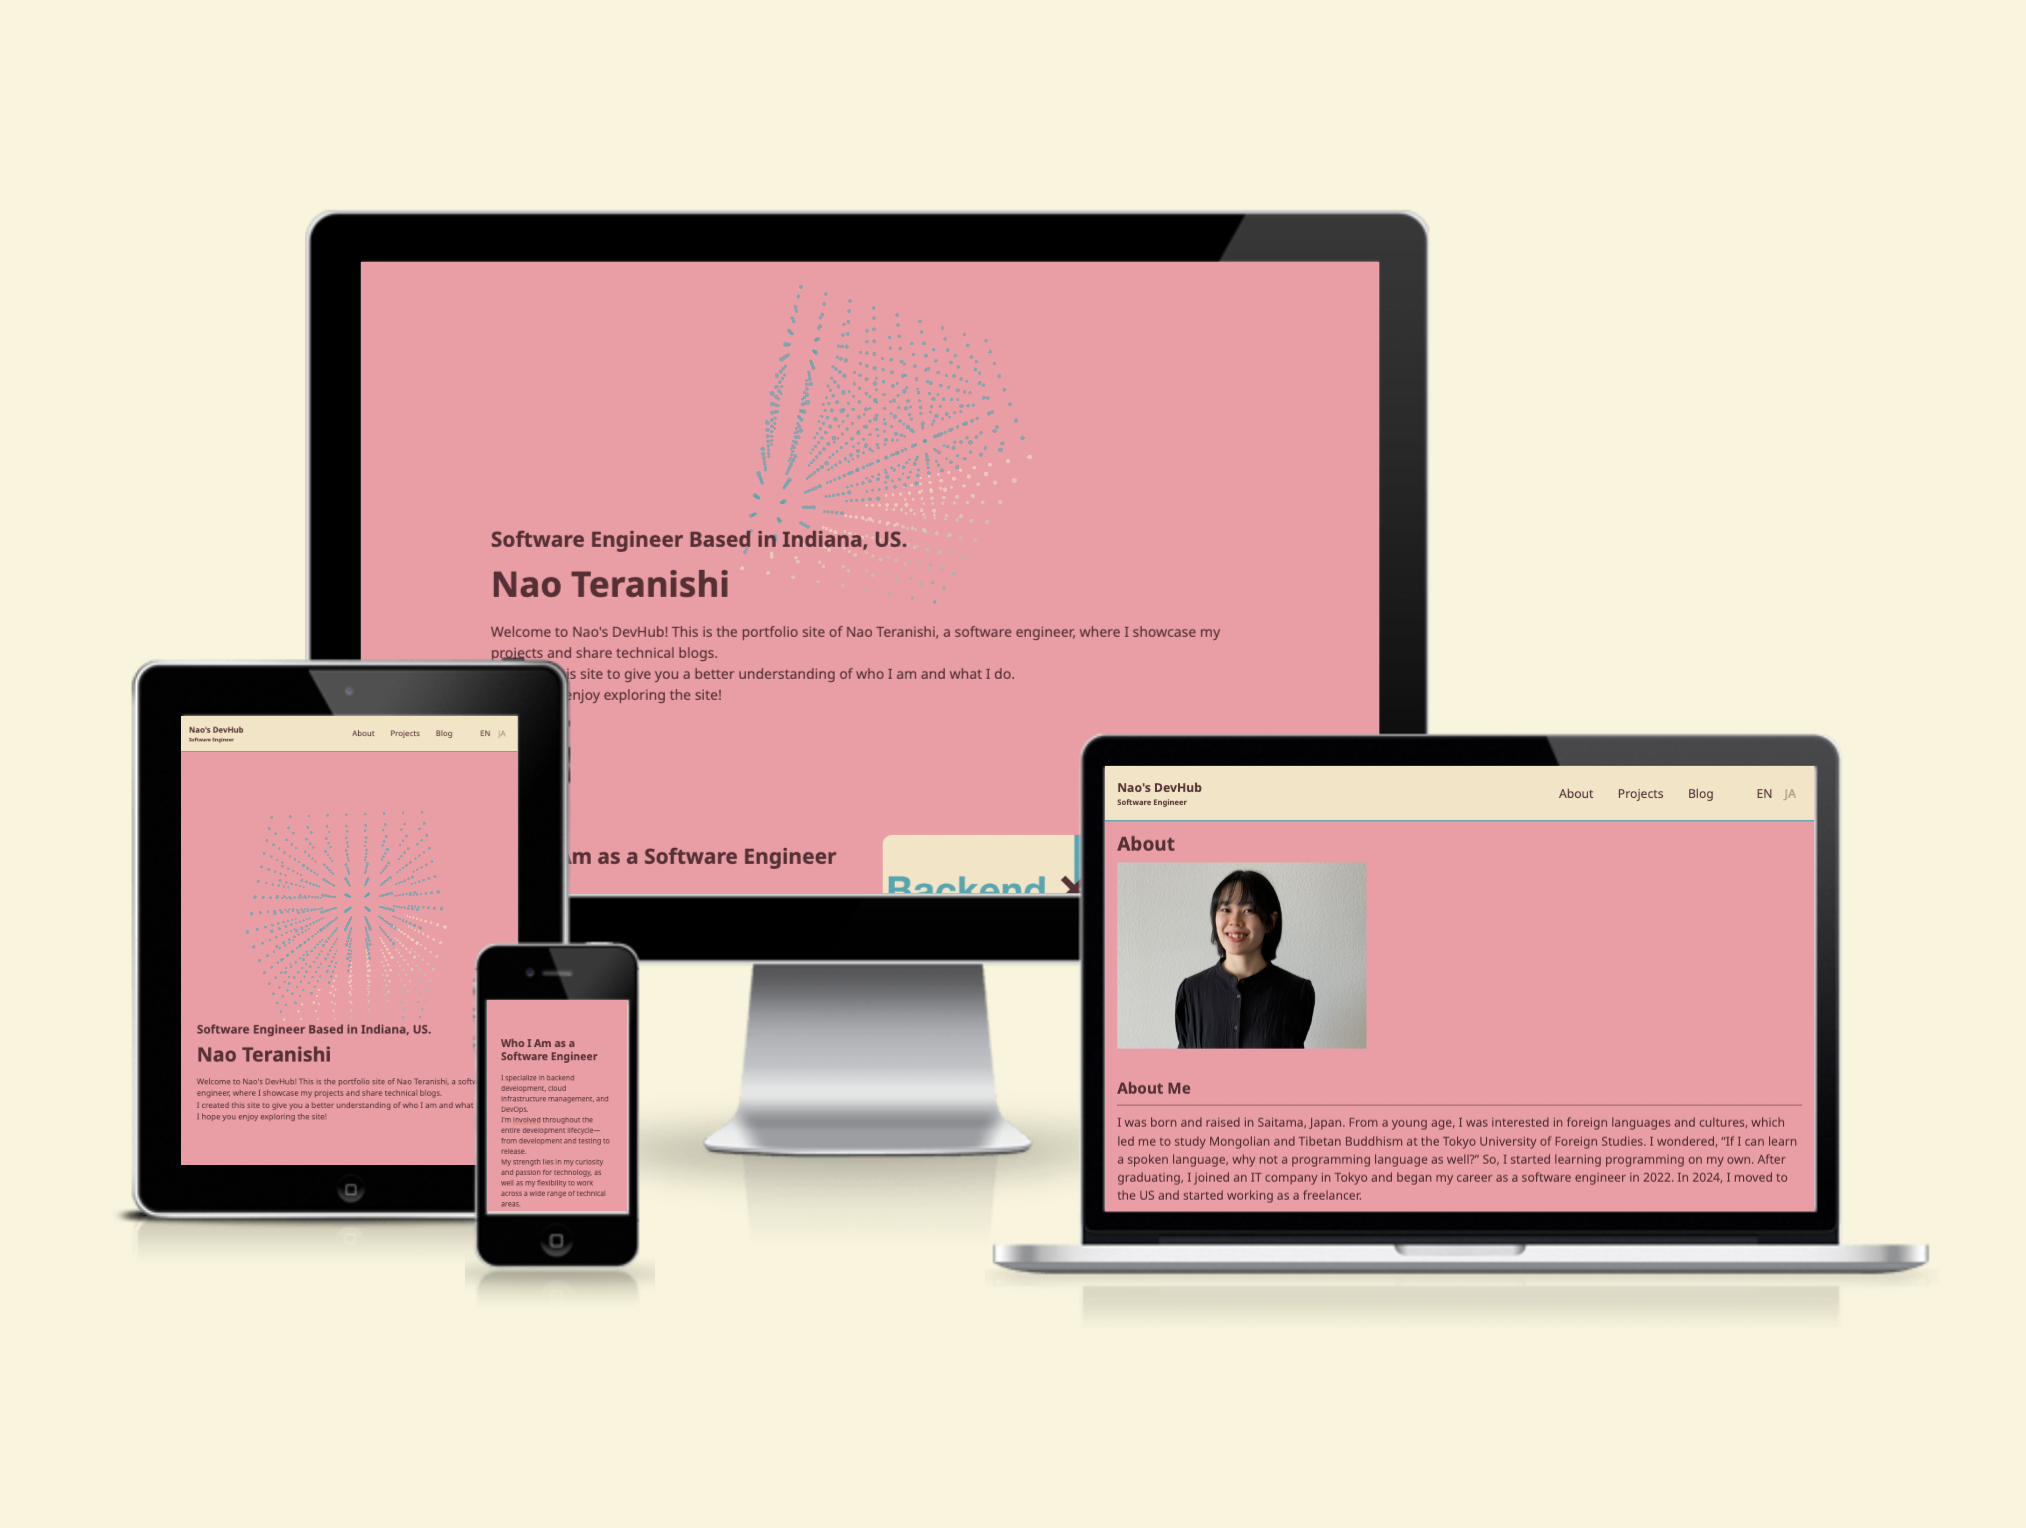 Software Engineer Based in Indiana, US.
Nao Teranishi
Welcome to Nao's DevHub! This is the portfolio site of Nao Teranishi, a software engineer, where I showcase my
projects and share technical blogs.
is site to give you a better understanding of who I am and what I do.
enjoy exploring the site!
Am as a Software Engineer
Backend
Nao's DevHub
Software Engineer
About Projects Blog EN JA
Software Engineer Based in Indiana, US.
Nao Teranishi
Welcome to Nao's DevHub! This is the portfolio site of Nao Teranishi, a softw
engineer, where I showcase my projects and share technical blogs.
I created this site to give you a better understanding of who I am and what
I hope you enjoy exploring the site!
Who I Am as a
Software Engineer
I specialize in backend
development, cloud
infrastructure management, and
DevOps.
I'm involved throughout the
entire development lifecycle—
from development and testing to
release.
My strength lies in my curiosity
and passion for technology, as
well as my flexibility to work
across a wide range of technical
areas.
Nao's DevHub
Software Engineer
About Projects Blog EN JA
About
About Me
I was born and raised in Saitama, Japan. From a young age, I was interested in foreign languages and cultures, which
led me to study Mongolian and Tibetan Buddhism at the Tokyo University of Foreign Studies. I wondered, “If I can learn
a spoken language, why not a programming language as well?” So, I started learning programming on my own. After
graduating, I joined an IT company in Tokyo and began my career as a software engineer in 2022. In 2024, I moved to
the US and started working as a freelancer.